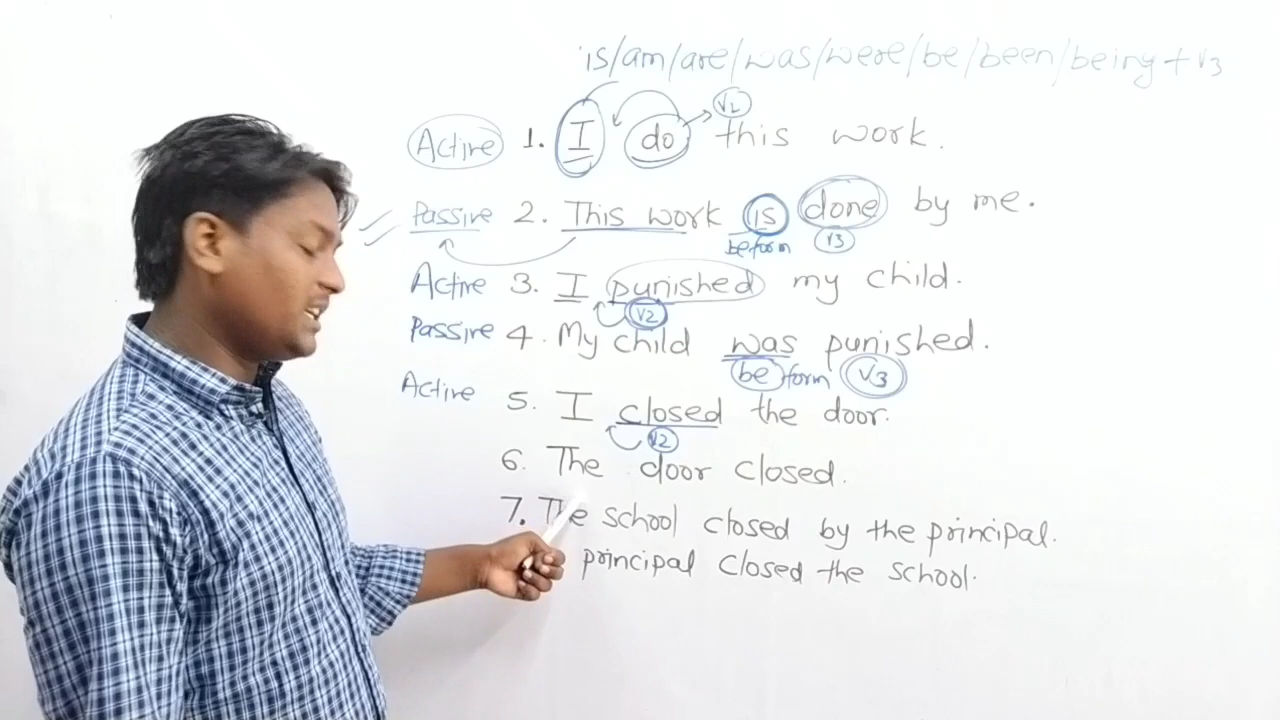 is/am/are/was/were/be/been/being + V3
V2
Active 1. I do this work.
Passive 2. This work is done by me.
be form V3
Active 3. I punished my child.
V2
Passive 4. My child was punished.
be form V3
Active 5. I closed the door.
V2
6. The door closed.
7. The school closed by the principal.
principal closed the school.